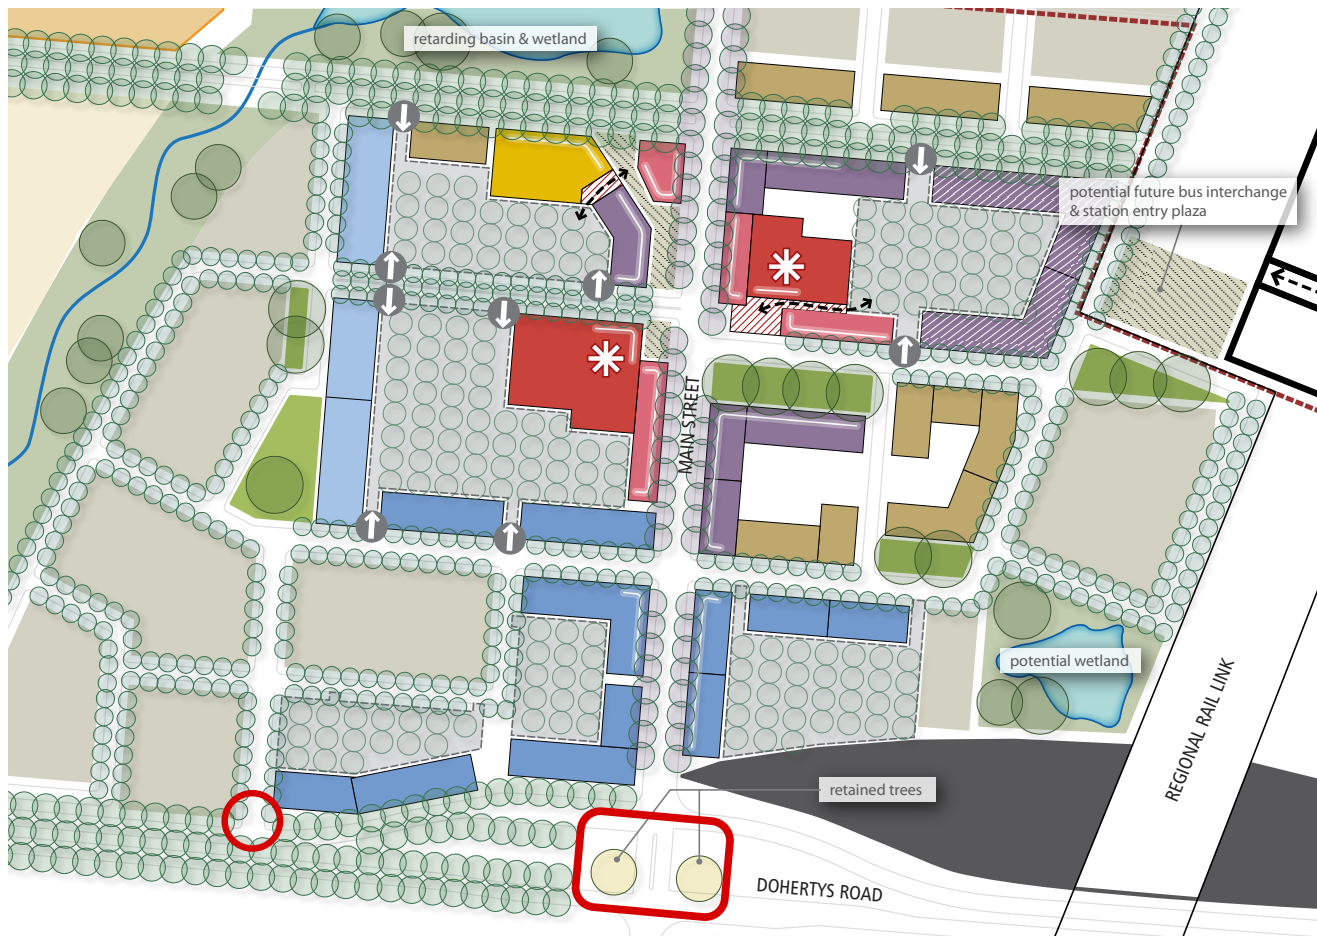 retarding basin & wetland
potential future bus interchange
& station entry plaza
MAIN STREET
potential wetland
REGIONAL RAIL LINK
retained trees
DOHERTYS ROAD